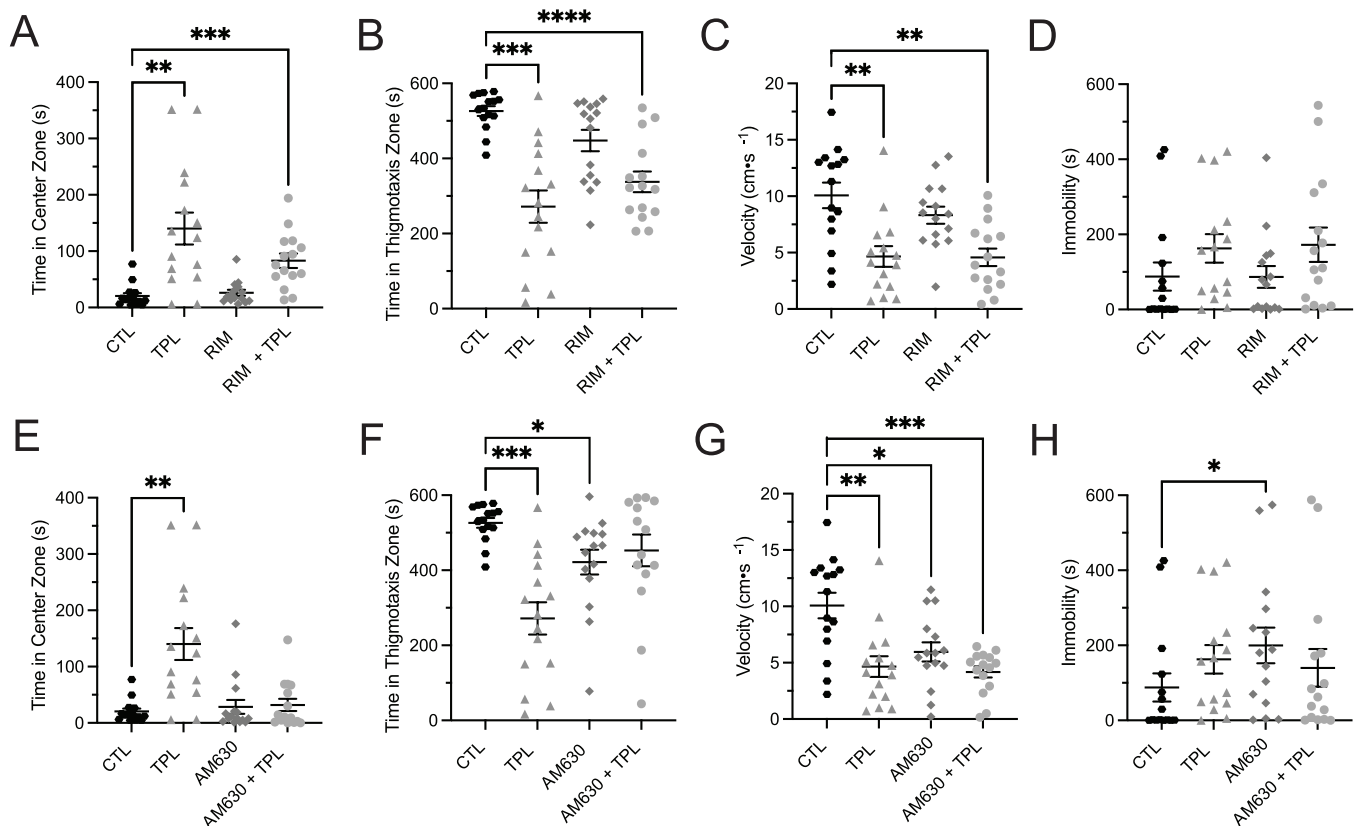 A
B
C
D
***
**
Time in Center Zone (s)
400
300
200
100
0
CTL
TPL
RIM
RIM + TPL
****
***
Time in Thigmotaxis Zone (s)
600
400
200
0
CTL
TPL
RIM
RIM + TPL
**
**
Velocity (cm•s -1)
20
15
10
5
0
CTL
TPL
RIM
RIM + TPL
Immobility (s)
600
400
200
0
CTL
TPL
RIM
RIM + TPL
E
F
G
H
**
Time in Center Zone (s)
400
300
200
100
0
CTL
TPL
AM630
AM630 + TPL
*
***
Time in Thigmotaxis Zone (s)
600
400
200
0
CTL
TPL
AM630
AM630 + TPL
***
*
**
Velocity (cm•s -1)
20
15
10
5
0
CTL
TPL
AM630
AM630 + TPL
*
Immobility (s)
600
400
200
0
CTL
TPL
AM630
AM630 + TPL